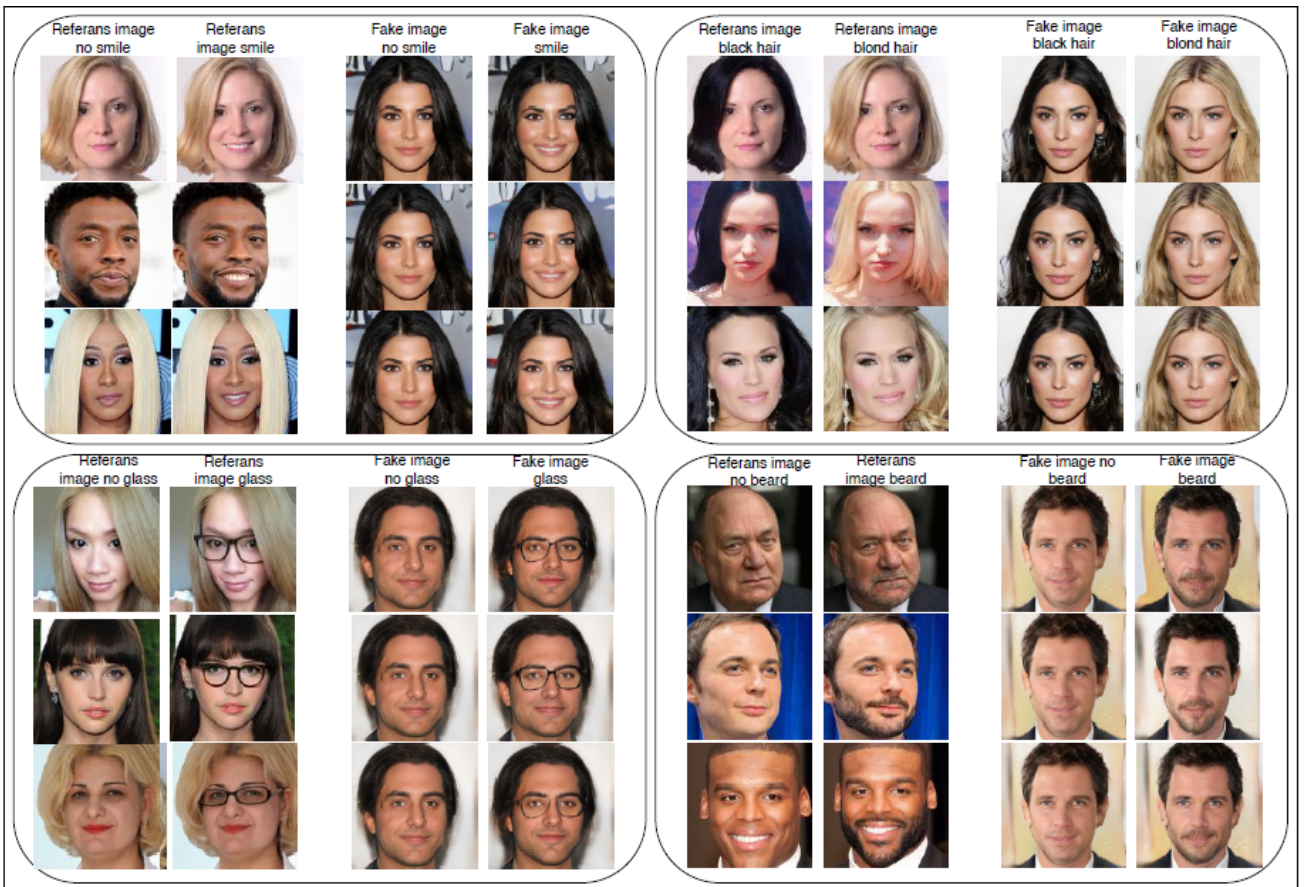 Referans image
no smile
Referans
image smile
Fake image
no smile
Fake image
smile
Referans image
black hair
Referans image
blond hair
Fake image
black hair
Fake image
blond hair
Referans
image no glass
Referans
image glass
Fake image
no glass
Fake image
glass
Referans image
no beard
Referans
image beard
Fake image no
beard
Fake image
beard